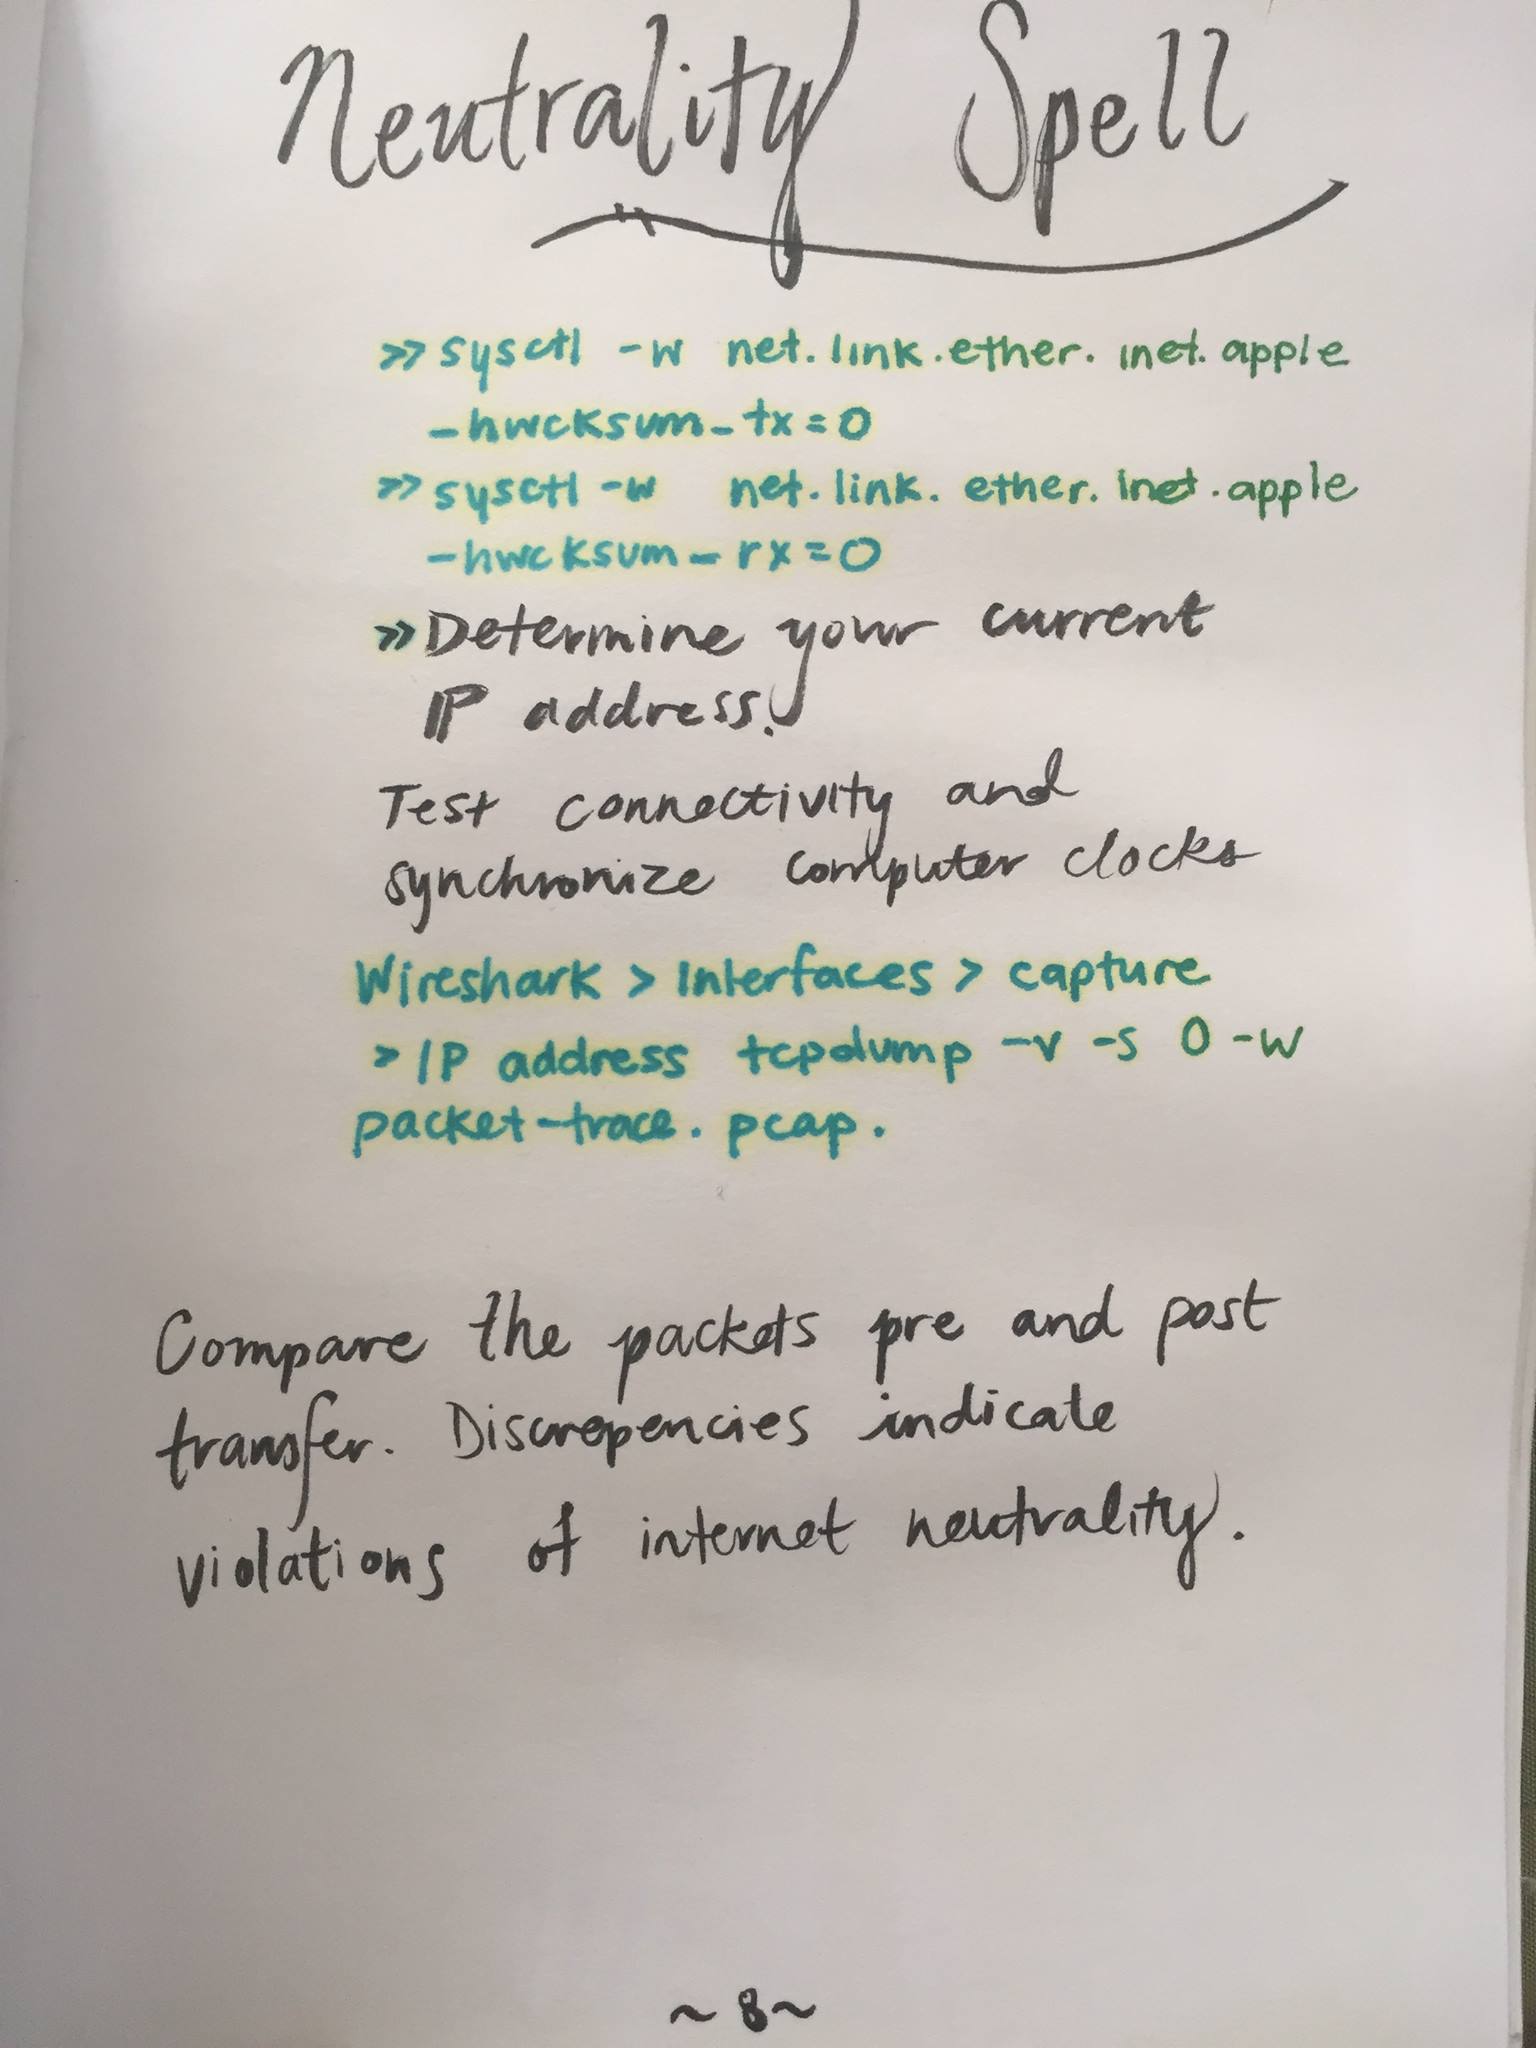 Neutrality Spell
>> sysctl -w net.link.ether.inet.apple
-hwcksum_tx=0
>> sysctl -w net.link.ether.inet.apple
-hwcksum_rx=0
>> Determine your current
IP address.
Test connectivity and
synchronize computer clocks
Wireshark > Interfaces > capture
> IP address tcpdump -v -s 0 -w
packet-trace.pcap.
Compare the packets pre and post
transfer. Discrepencies indicate
violations of internet neutrality.
~8~